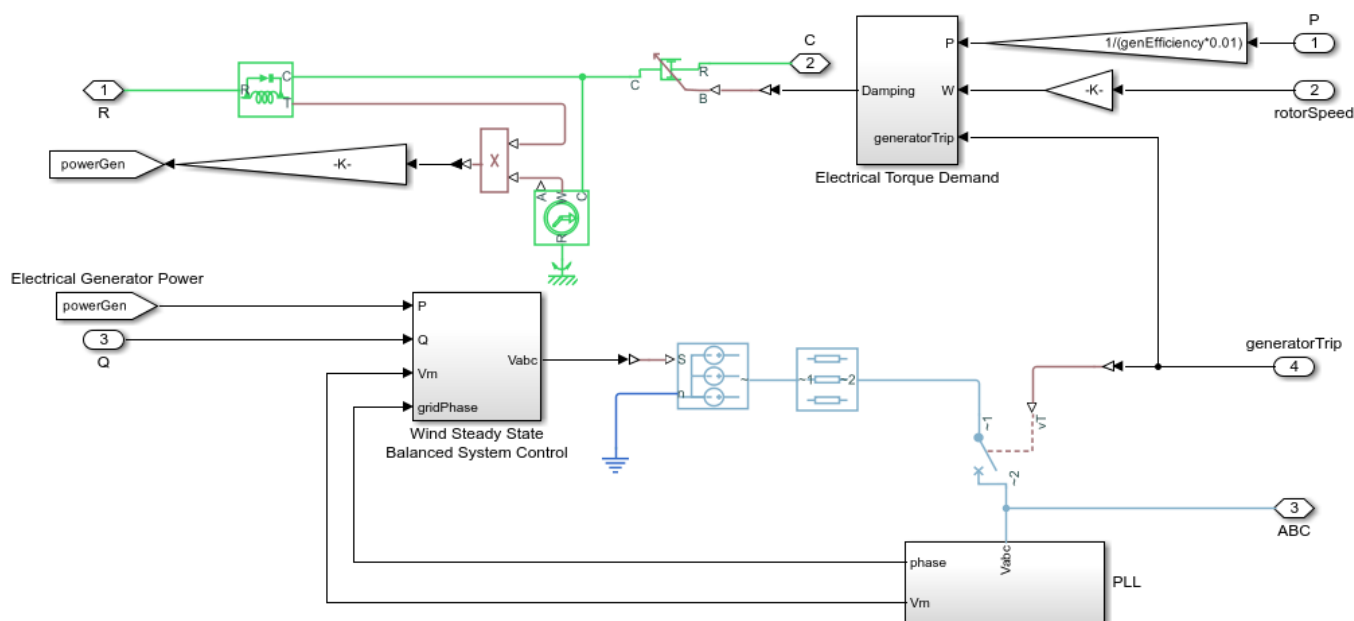 P
1
1/(genEfficiency*0.01)
P
C
2
R
C
B
Damping
W
-K-
2
rotorSpeed
generatorTrip
Electrical Torque Demand
1
R
R
C
T
powerGen
-K-
X
A
W
C
R
Electrical Generator Power
powerGen
P
3
Q
Q
Vm
gridPhase
Vabc
Wind Steady State
Balanced System Control
S
n
~
~1
~2
generatorTrip
4
vT
~1
~2
3
ABC
Vabc
phase
Vm
PLL